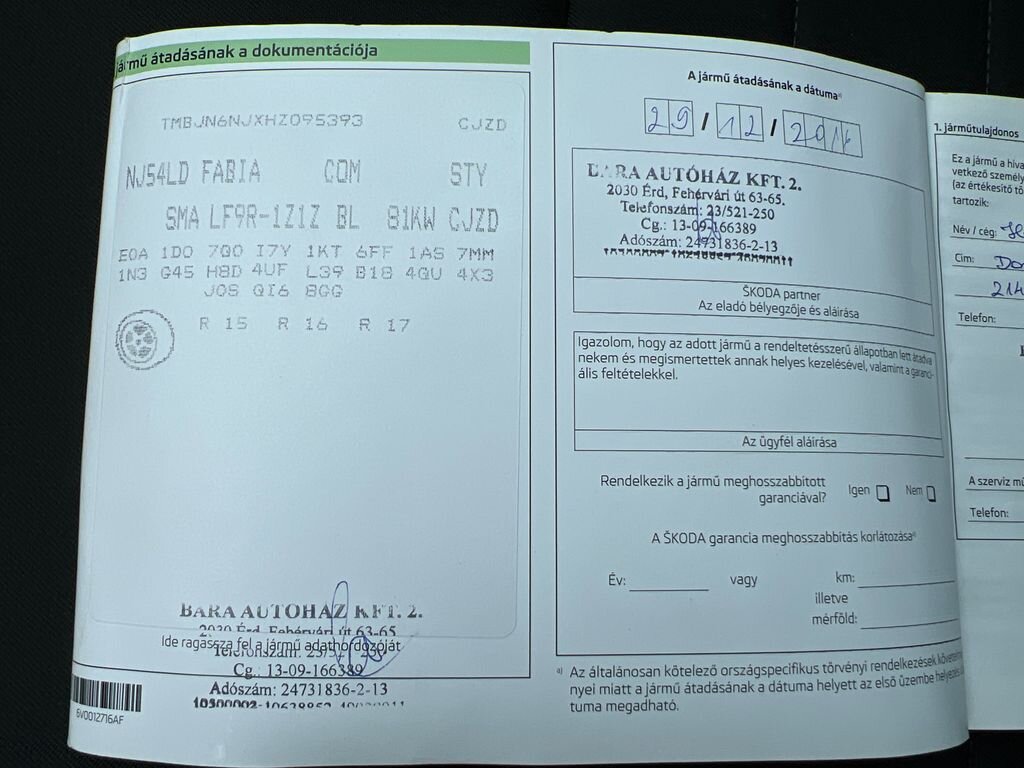 jármű átadásának a dokumentációja
TMBJN6NJXHZ095393 CJZD
NJ54LD FABIA COM STY
SMA LF9R-1Z1Z BL 81KW CJZD
E0A 1D0 7Q0 I7Y 1KT 6FF 1AS 7MM
1N3 G45 H8D 4UF L39 B18 4GU 4X3
J0S QI6 8GG
R 15 R 16 R 17
BARA AUTÓHÁZ KFT. 2.
2030 Érd, Fehérvári út 63-65.
Ide ragassza fel a jármű adathordozóját
Telefonszám:
Cg.: 13-09-166389
Adószám: 24731836-2-13
6V0012716AF
A jármű átadásának a dátumaᵃ⁾
29 / 12 / 2016
BARA AUTÓHÁZ KFT. 2.
2030 Érd, Fehérvári út 63-65.
Telefonszám: 23/521-250
Cg.: 13-09-166389
Adószám: 24731836-2-13
ŠKODA partner
Az eladó bélyegzője és aláírása
Igazolom, hogy az adott jármű a rendeltetésszerű állapotban lett átadva
nekem és megismertettek annak helyes kezelésével, valamint a garanci-
ális feltételekkel.
Az ügyfél aláírása
Rendelkezik a jármű meghosszabbított
garanciával? Igen Nem
A ŠKODA garancia meghosszabbítás korlátozásaᵃ⁾
Év: vagy km:
illetve
mérföld:
ᵃ⁾ Az általánosan kötelező országspecifikus törvényi rendelkezések
nyei miatt a jármű átadásának a dátuma helyett az első üzembe
tuma megadható.
1. járműtulajdonos
Ez a jármű a
vetkező
(az értékesítő
tartozik:
Név / cég:
Cím:
214
Telefon:
A szerviz
Telefon: